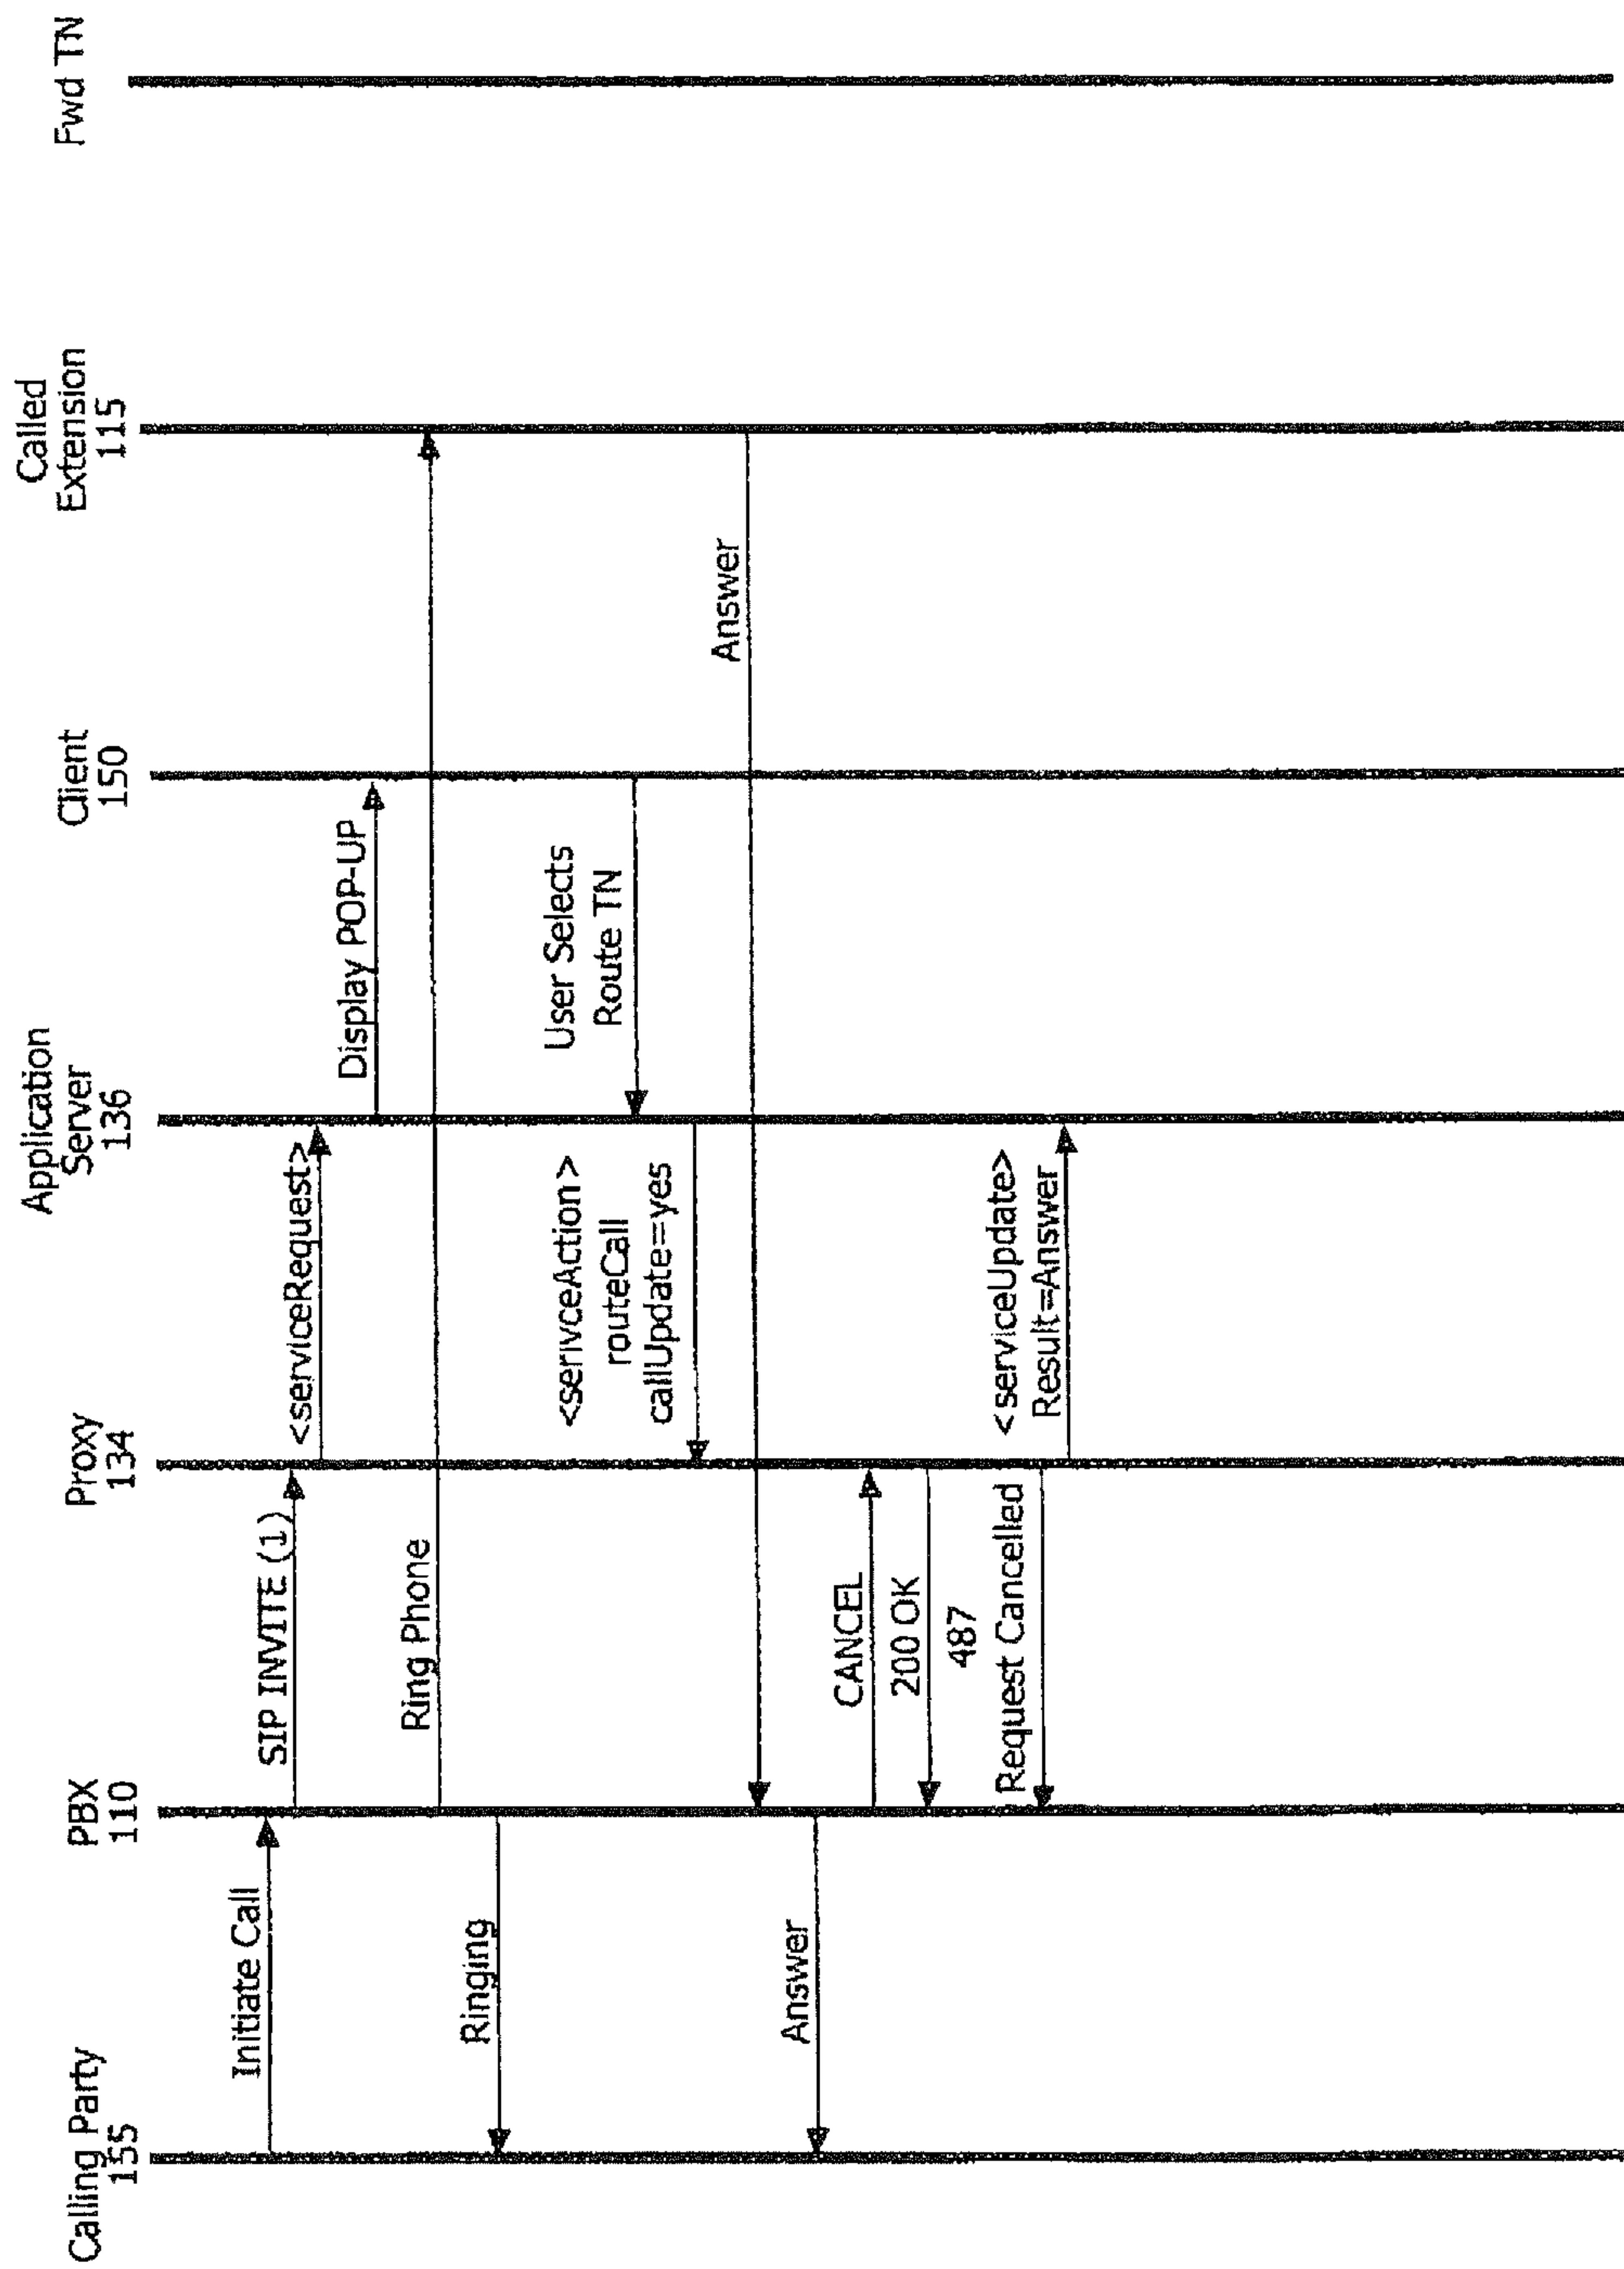 Calling Party
155
PBX
110
Proxy
134
Application
Server
136
Client
150
Called
Extension
115
Fwd TN
Initiate Call
SIP INVITE (1)
<serviceRequest>
Display POP-UP
Ring Phone
Ringing
User Selects
Route TN
<serivceAction>
routeCall
callUpdate=yes
Answer
Answer
CANCEL
200 OK
487
Request Cancelled
<serviceUpdate>
Result=Answer